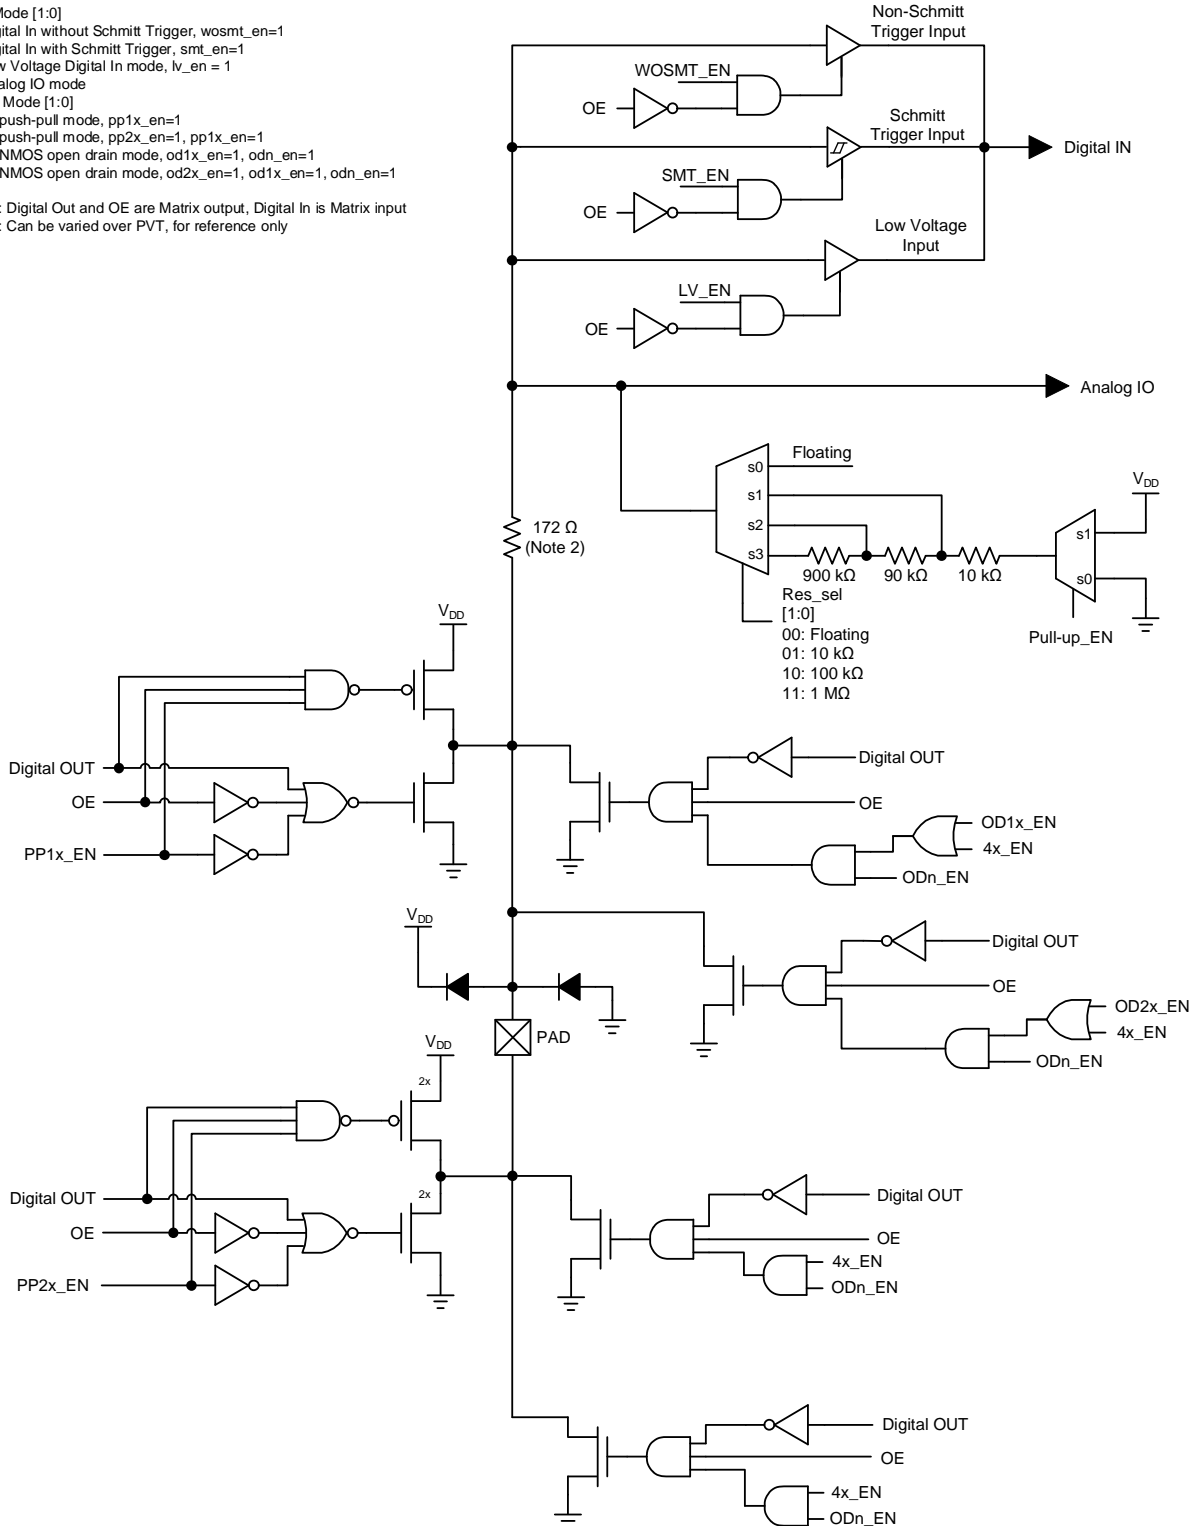 Mode [1:0]
gital In without Schmitt Trigger, wosmt_en=1
gital In with Schmitt Trigger, smt_en=1
w Voltage Digital In mode, lv_en = 1
alog IO mode
Mode [1:0]
push-pull mode, pp1x_en=1
push-pull mode, pp2x_en=1, pp1x_en=1
NMOS open drain mode, od1x_en=1, odn_en=1
NMOS open drain mode, od2x_en=1, od1x_en=1, odn_en=1
: Digital Out and OE are Matrix output, Digital In is Matrix input
: Can be varied over PVT, for reference only
Non-Schmitt
Trigger Input
WOSMT_EN
OE
Schmitt
Trigger Input
Digital IN
SMT_EN
OE
Low Voltage
Input
LV_EN
OE
Analog IO
Floating
s0
s1
s2
s3
VDD
s1
s0
172 Ω
(Note 2)
900 kΩ
90 kΩ
10 kΩ
Res_sel
[1:0]
00: Floating
01: 10 kΩ
10: 100 kΩ
11: 1 MΩ
Pull-up_EN
VDD
Digital OUT
OE
PP1x_EN
Digital OUT
OE
OD1x_EN
4x_EN
ODn_EN
VDD
Digital OUT
OE
OD2x_EN
4x_EN
ODn_EN
PAD
VDD
2x
2x
Digital OUT
OE
PP2x_EN
Digital OUT
OE
4x_EN
ODn_EN
Digital OUT
OE
4x_EN
ODn_EN